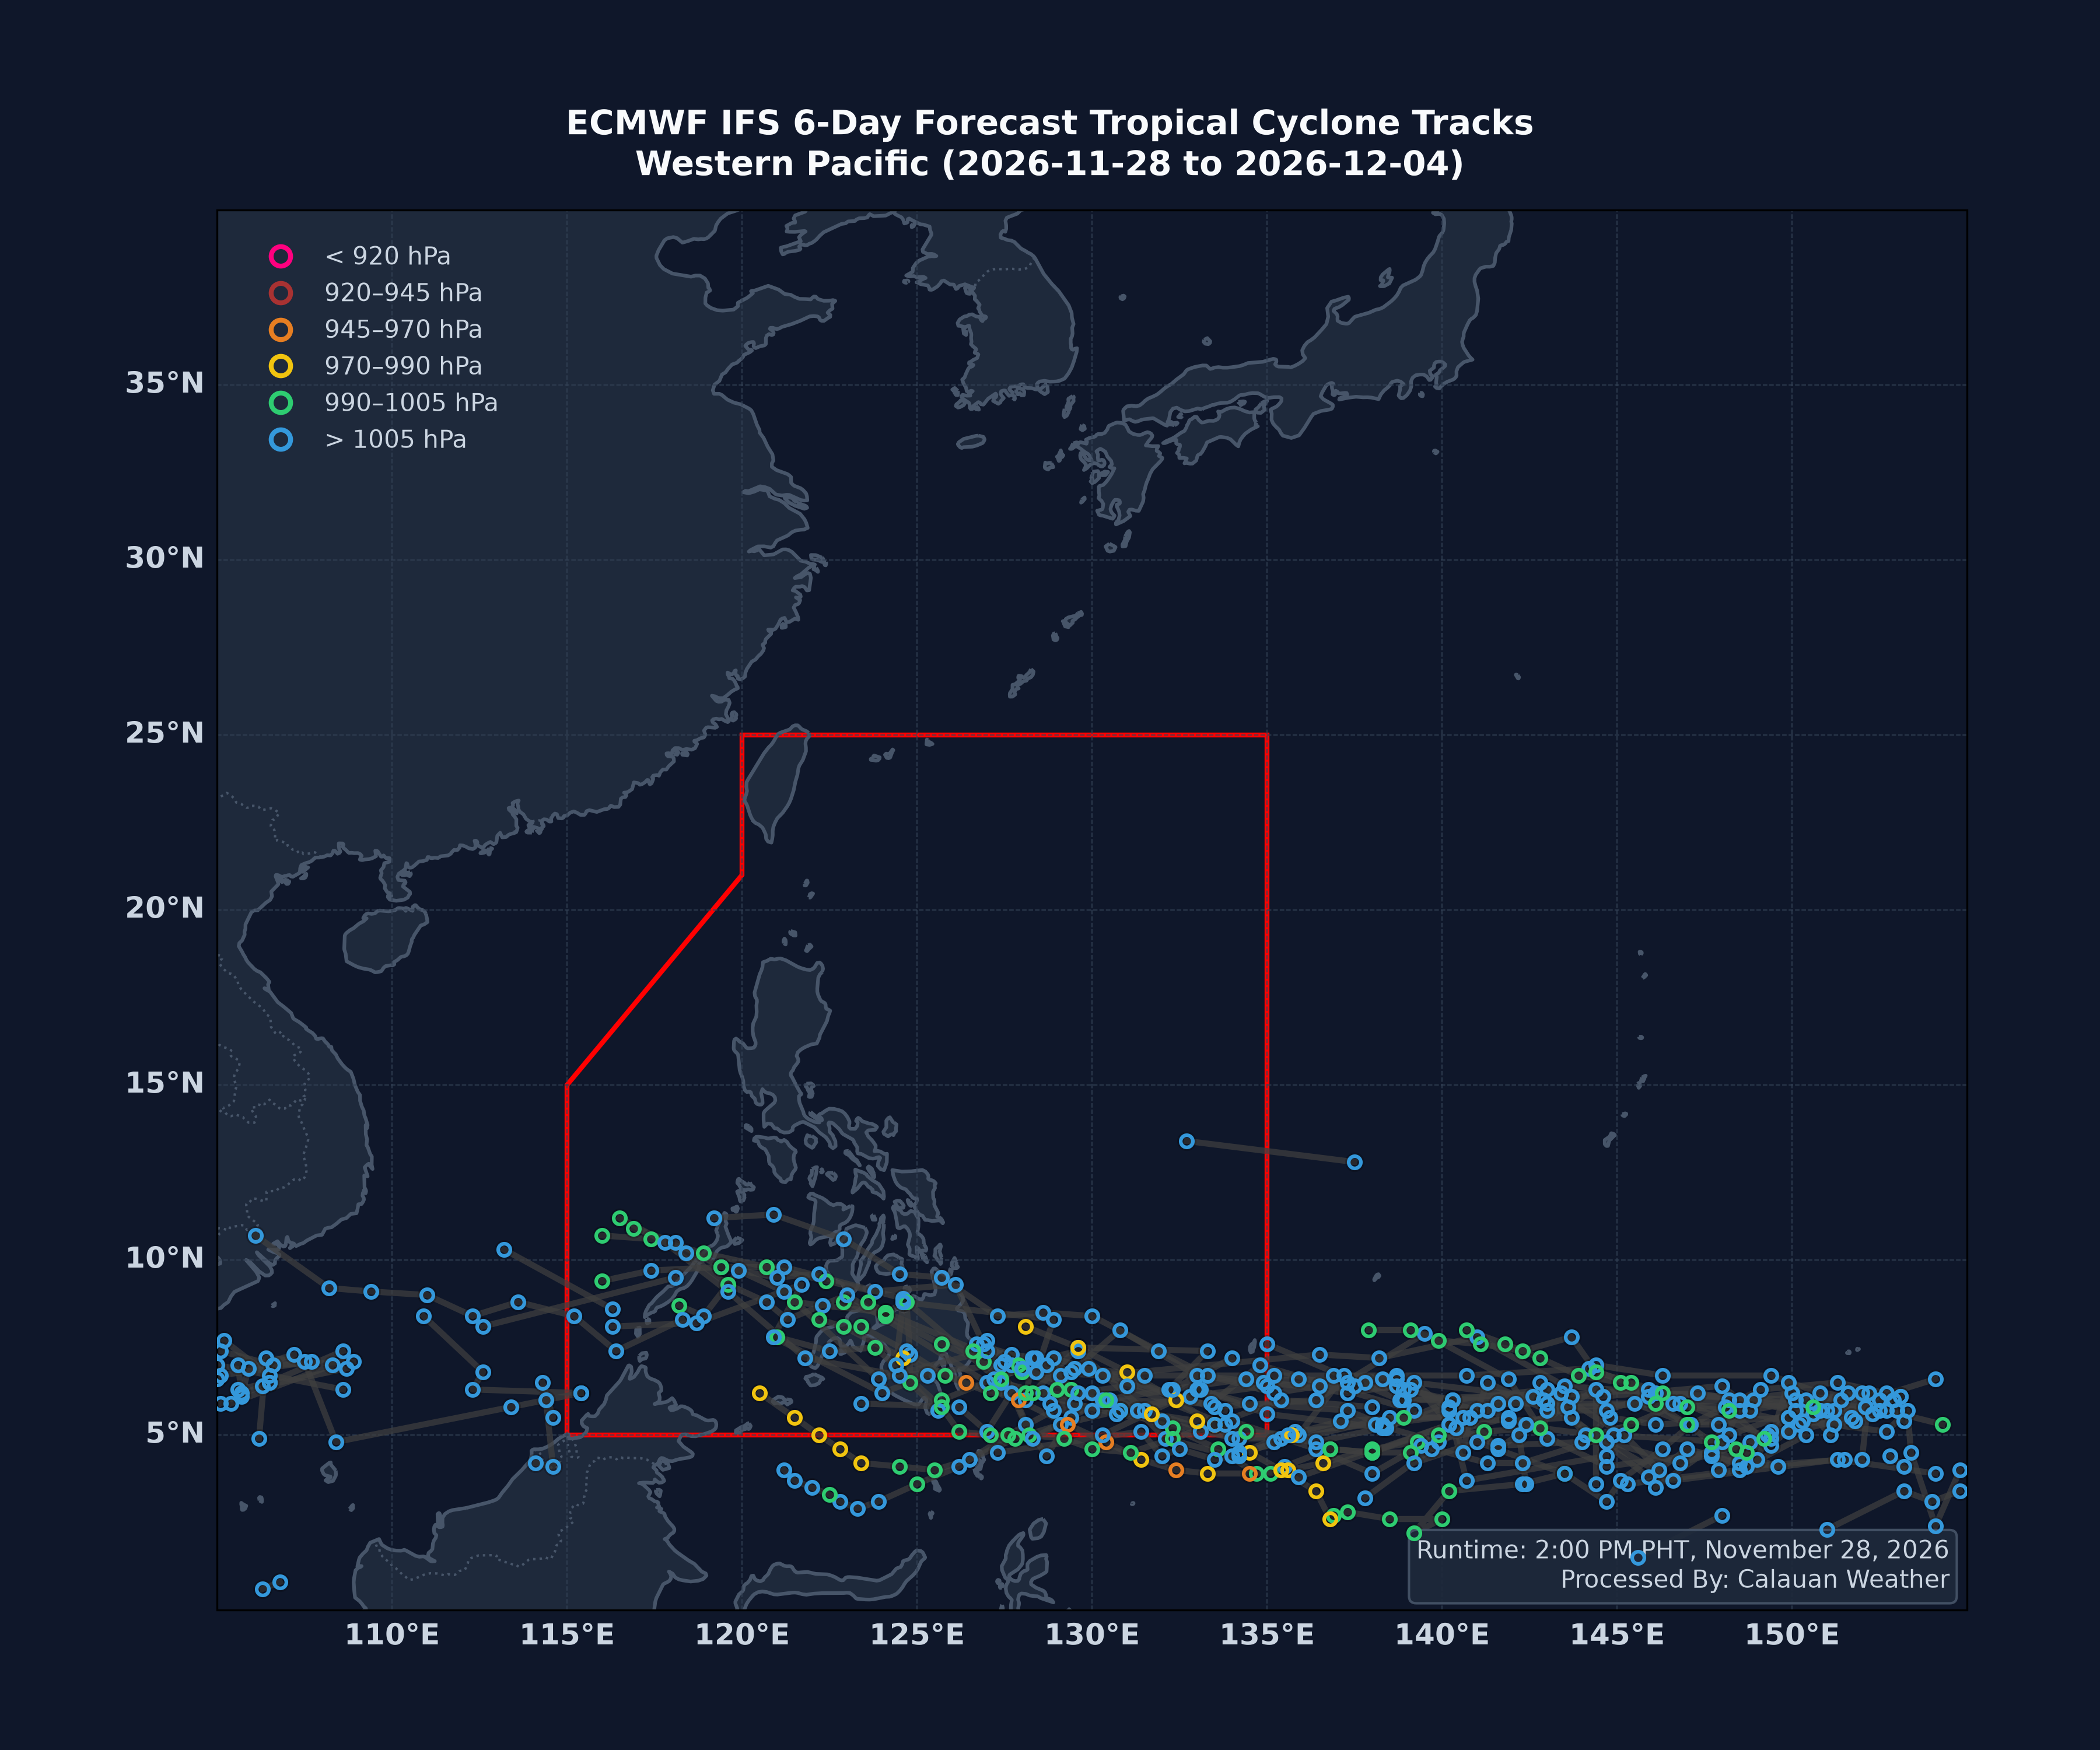 ECMWF IFS 6-Day Forecast Tropical Cyclone Tracks
Western Pacific (2026-11-28 to 2026-12-04)
< 920 hPa
920–945 hPa
945–970 hPa
970–990 hPa
990–1005 hPa
> 1005 hPa
35°N
30°N
25°N
20°N
15°N
10°N
5°N
Runtime: 2:00 PM PHT, November 28, 2026
Processed By: Calauan Weather
110°E 115°E 120°E 125°E 130°E 135°E 140°E 145°E 150°E